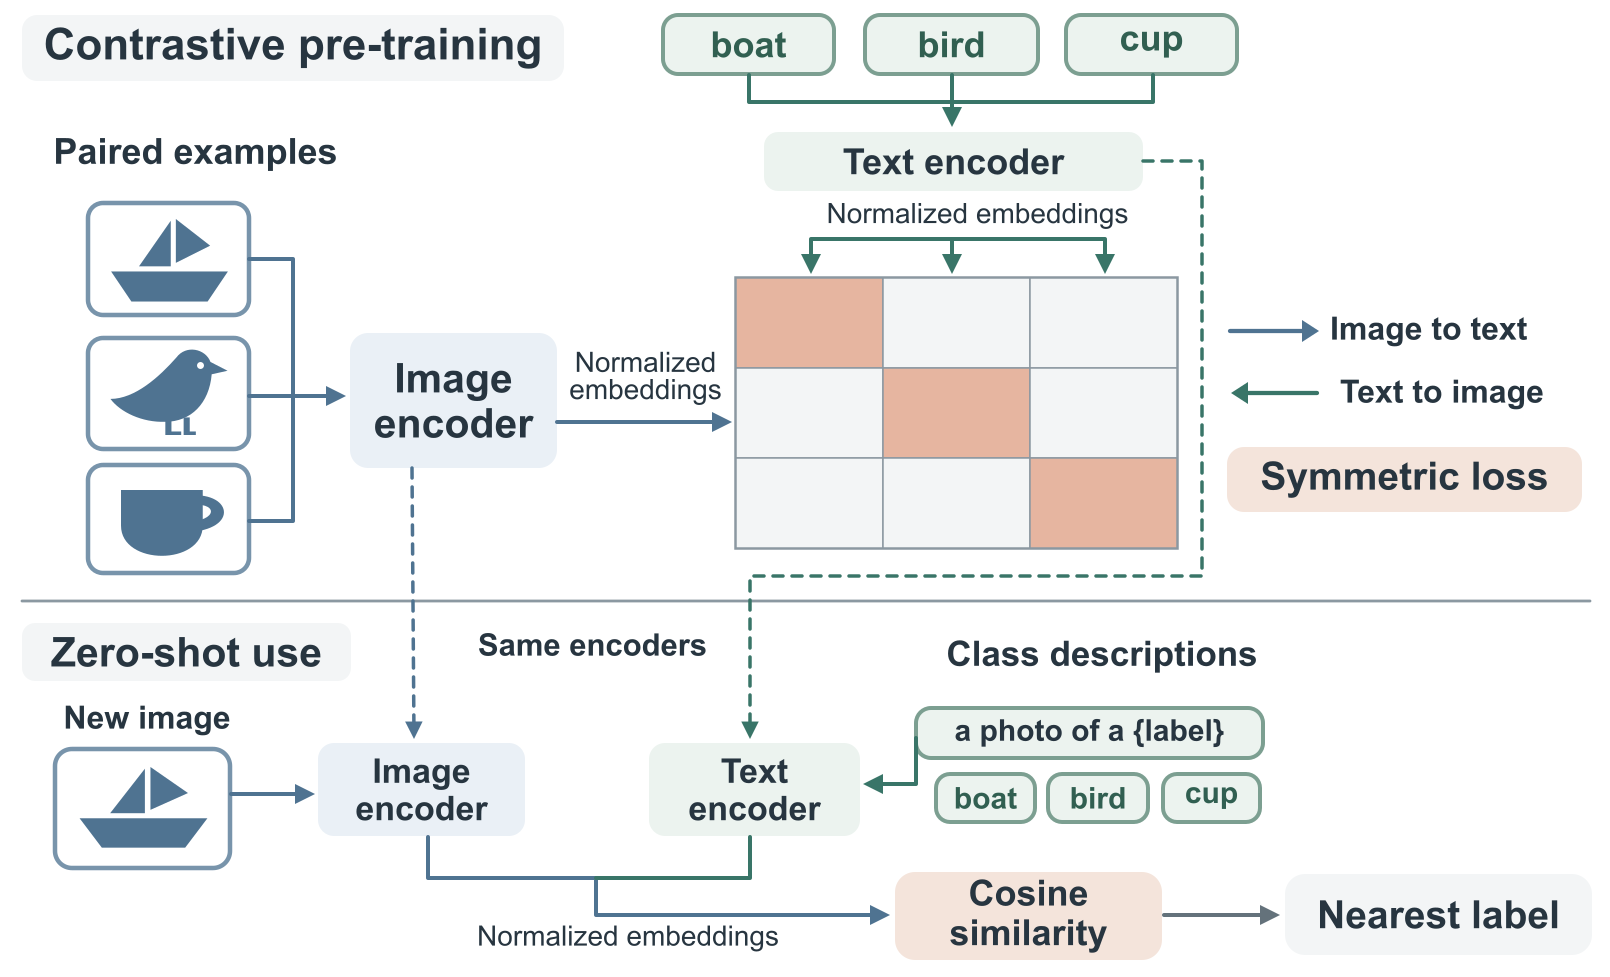 Contrastive pre-training
boat
bird
cup
Paired examples
Text encoder
Normalized embeddings
Image
encoder
Normalized
embeddings
Image to text
Text to image
Symmetric loss
Zero-shot use
Same encoders
Class descriptions
New image
a photo of a {label}
Image
encoder
Text
encoder
boat
bird
cup
Cosine
similarity
Nearest label
Normalized embeddings